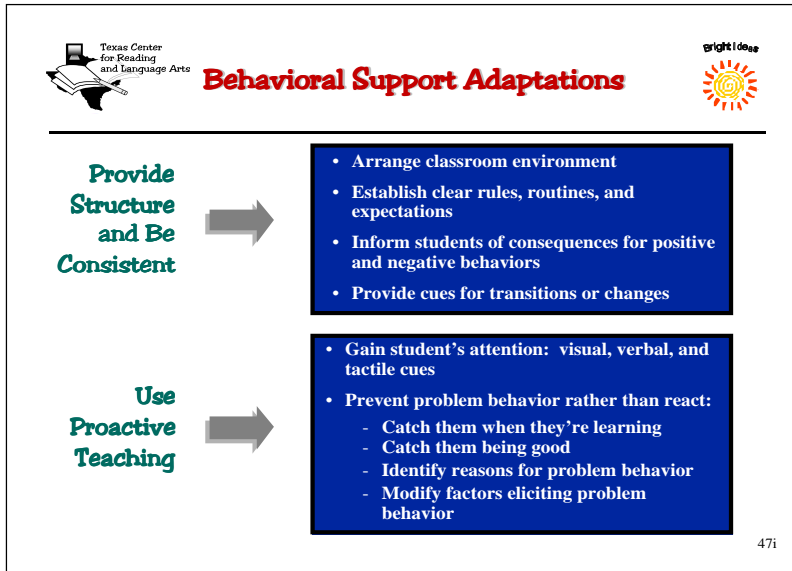 Texas Center
for Reading
and Language Arts
Behavioral Support Adaptations
Bright Ideas
Provide
Structure
and Be
Consistent
• Arrange classroom environment
• Establish clear rules, routines, and
expectations
• Inform students of consequences for positive
and negative behaviors
• Provide cues for transitions or changes
Use
Proactive
Teaching
• Gain student's attention: visual, verbal, and
tactile cues
• Prevent problem behavior rather than react:
- Catch them when they're learning
- Catch them being good
- Identify reasons for problem behavior
- Modify factors eliciting problem
behavior
47i